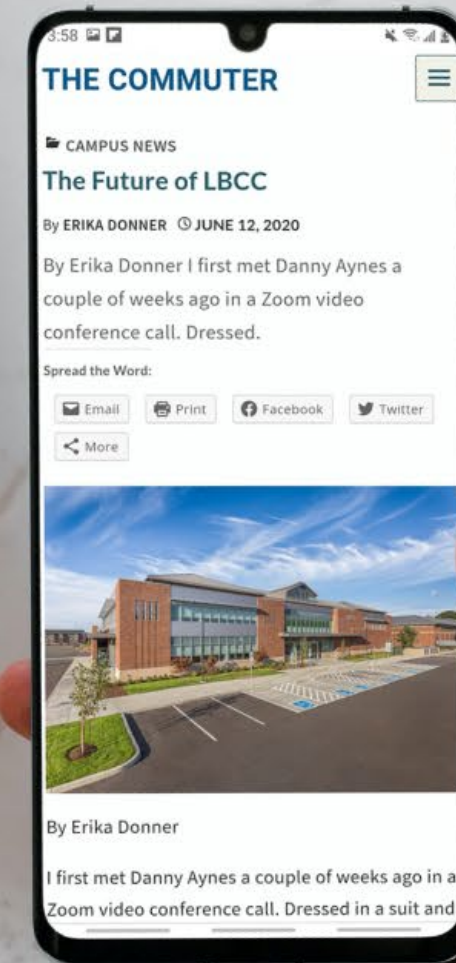 3:58
THE COMMUTER
CAMPUS NEWS
The Future of LBCC
By ERIKA DONNER JUNE 12, 2020
By Erika Donner I first met Danny Aynes a
couple of weeks ago in a Zoom video
conference call. Dressed.
Spread the Word:
Email Print Facebook Twitter
More
By Erika Donner
I first met Danny Aynes a couple of weeks ago in a
Zoom video conference call. Dressed in a suit and